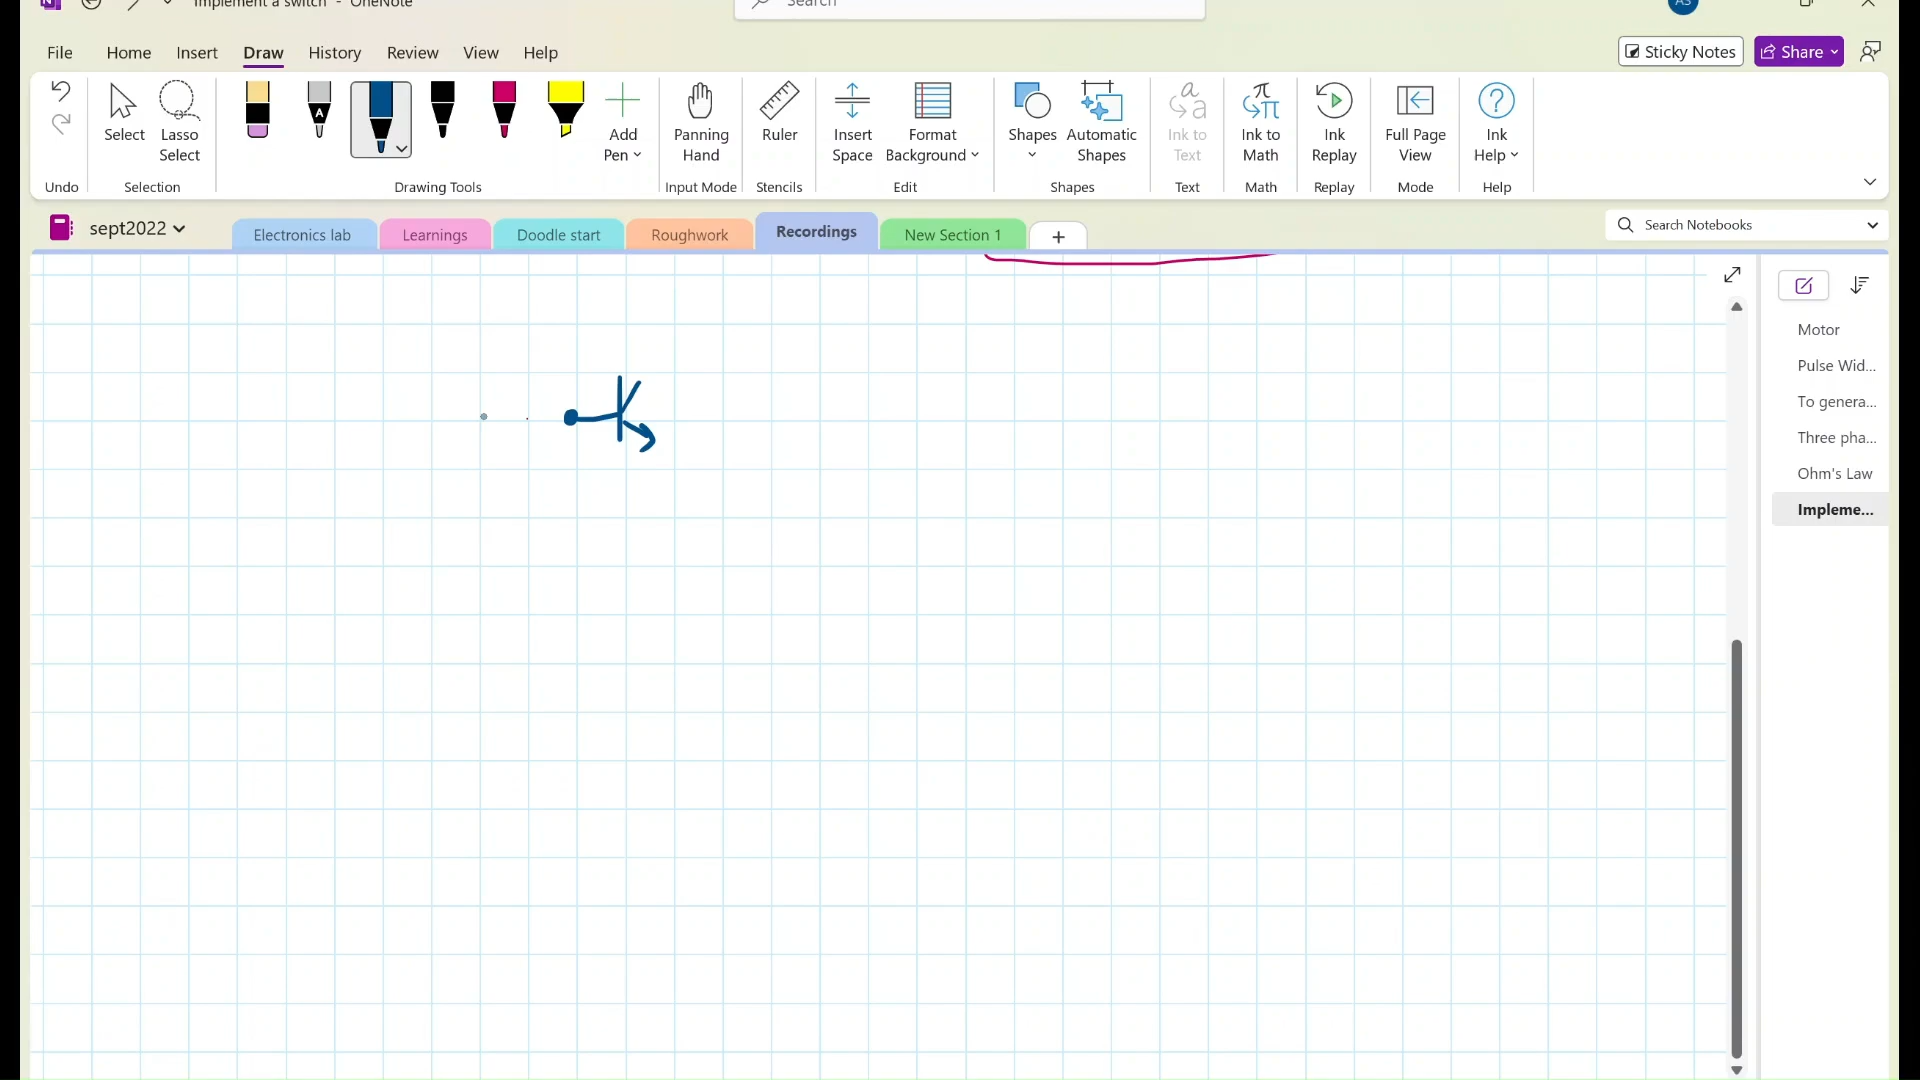 Implement a switch - OneNote
Search
AS
File Home Insert Draw History Review View Help
Sticky Notes Share
Select
Lasso Select
A
Add Pen
Panning Hand
Ruler
Insert Space
Format Background
Shapes
Automatic Shapes
a
a
Ink to Text
π
π
Ink to Math
Ink Replay
Full Page View
?
Ink Help
Undo Selection Drawing Tools Input Mode Stencils Edit Shapes Text Math Replay Mode Help
sept2022
Electronics lab Learnings Doodle start Roughwork Recordings New Section 1 +
Search Notebooks
Motor
Pulse Wid...
To genera...
Three pha...
Ohm's Law
Impleme...